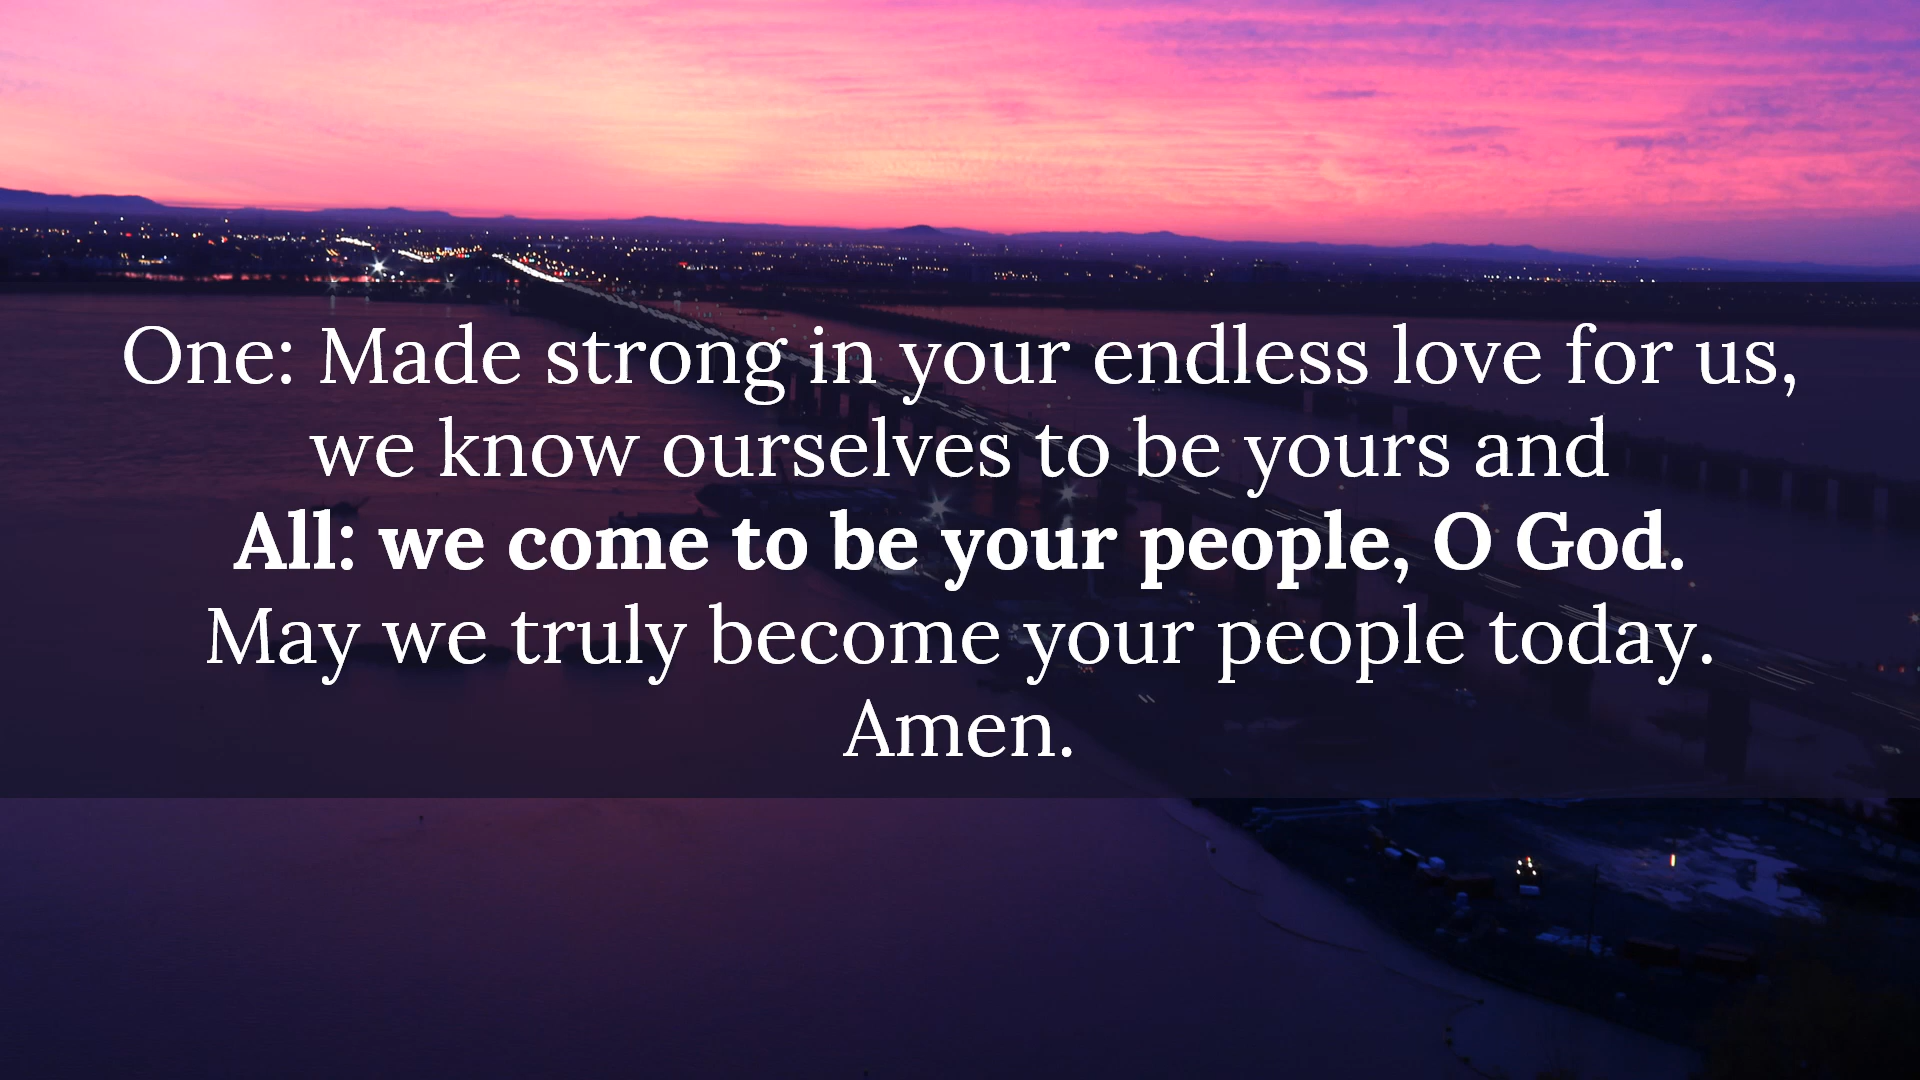 One: Made strong in your endless love for us,
we know ourselves to be yours and
All: we come to be your people, O God.
May we truly become your people today.
Amen.